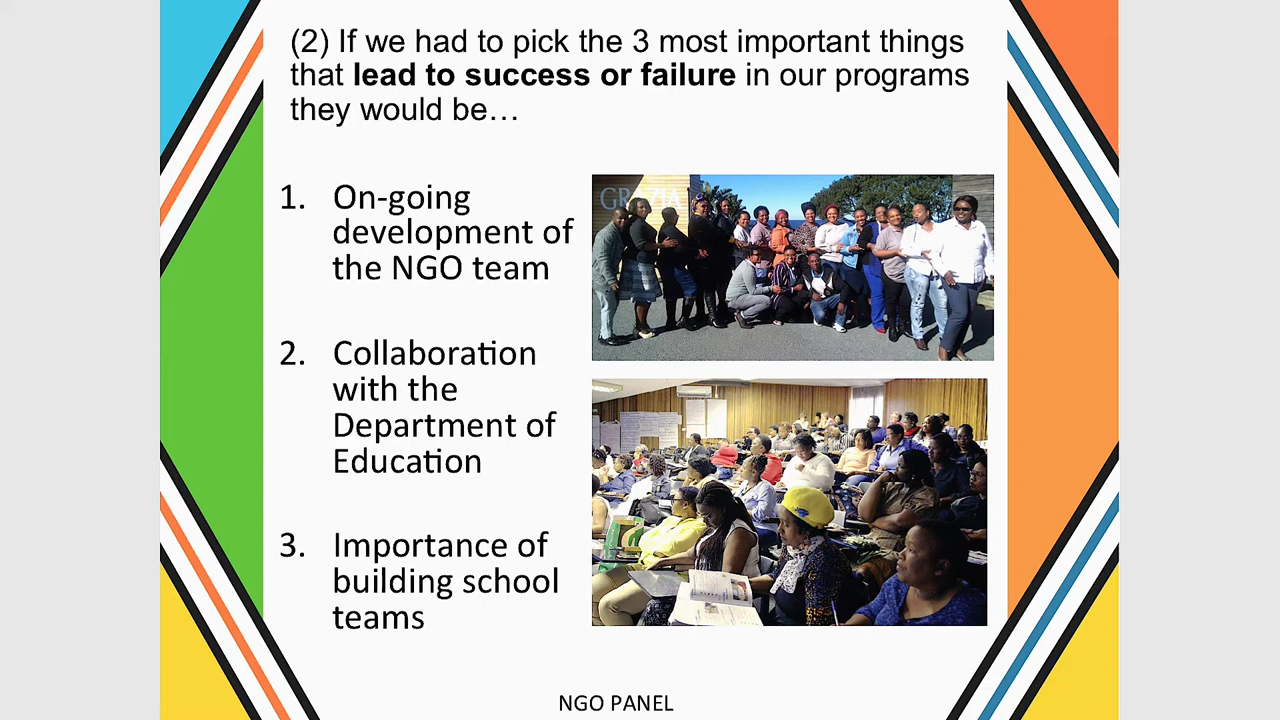 (2) If we had to pick the 3 most important things
that lead to success or failure in our programs
they would be…
1. On-going
development of
the NGO team
GRAZIA
2. Collaboration
with the
Department of
Education
3. Importance of
building school
teams
NGO PANEL